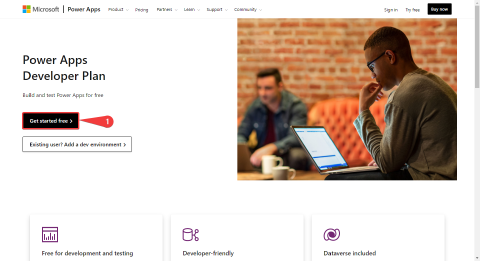 Microsoft | Power Apps Product Pricing Partners Learn Support Community Sign in Try free Buy now
Power Apps
Developer Plan
Build and test Power Apps for free
Get started free >
1
Existing user? Add a dev environment >
Free for development and testing
Developer-friendly
Dataverse included